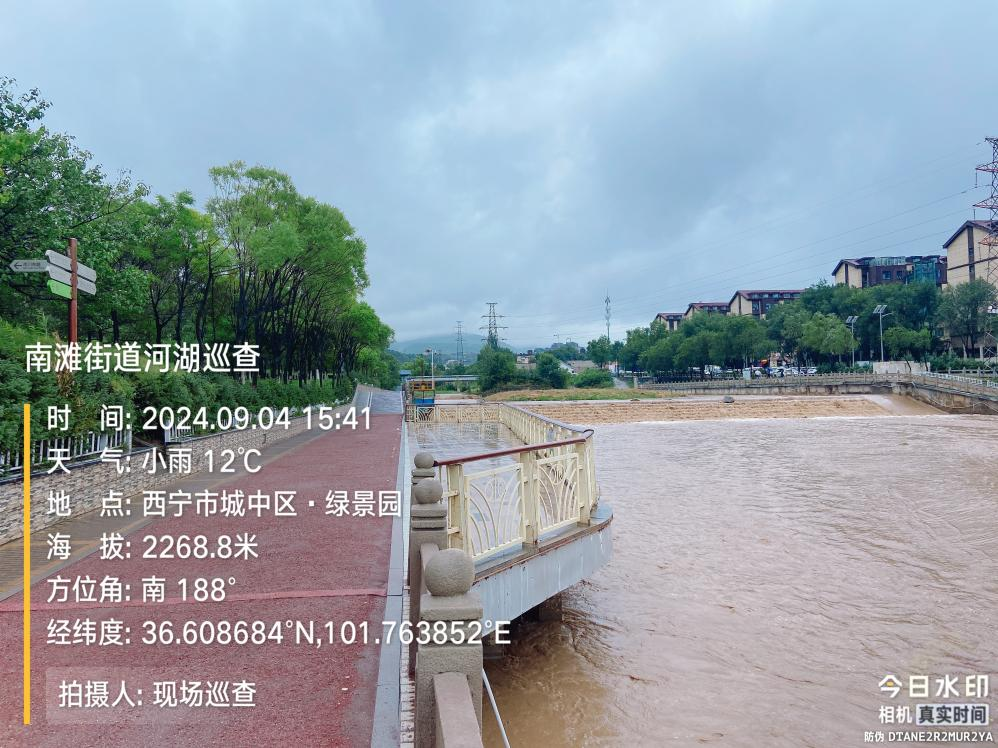 南滩街道河湖巡查
时 间: 2024.09.04 15:41
天 气: 小雨 12℃
地 点: 西宁市城中区·绿景园
海 拔: 2268.8米
方位角: 南 188°
经纬度: 36.608684°N,101.763852°E
拍摄人: 现场巡查
今日水印
相机 真实时间
防伪 DTANE2R2MUR2YA